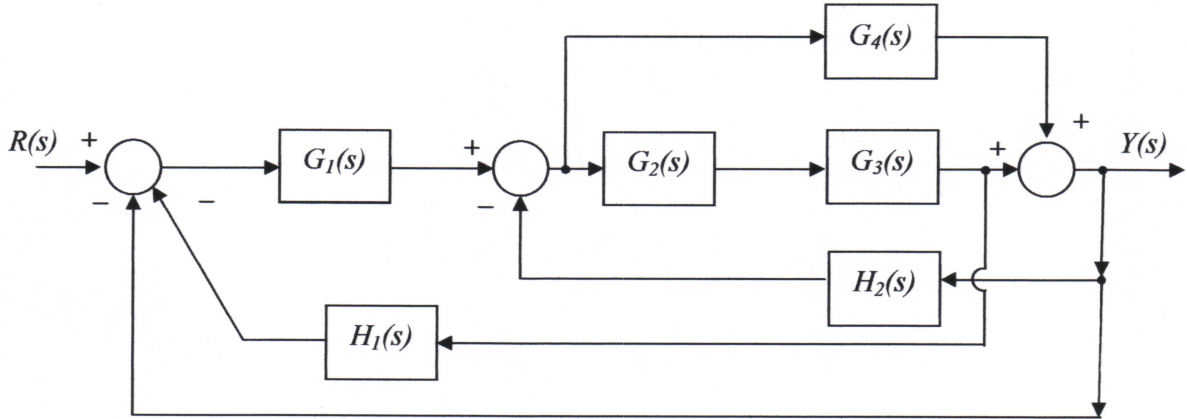 G4(s)
R(s) + G1(s) + G2(s) G3(s) + + Y(s)
− − −
H2(s)
H1(s)